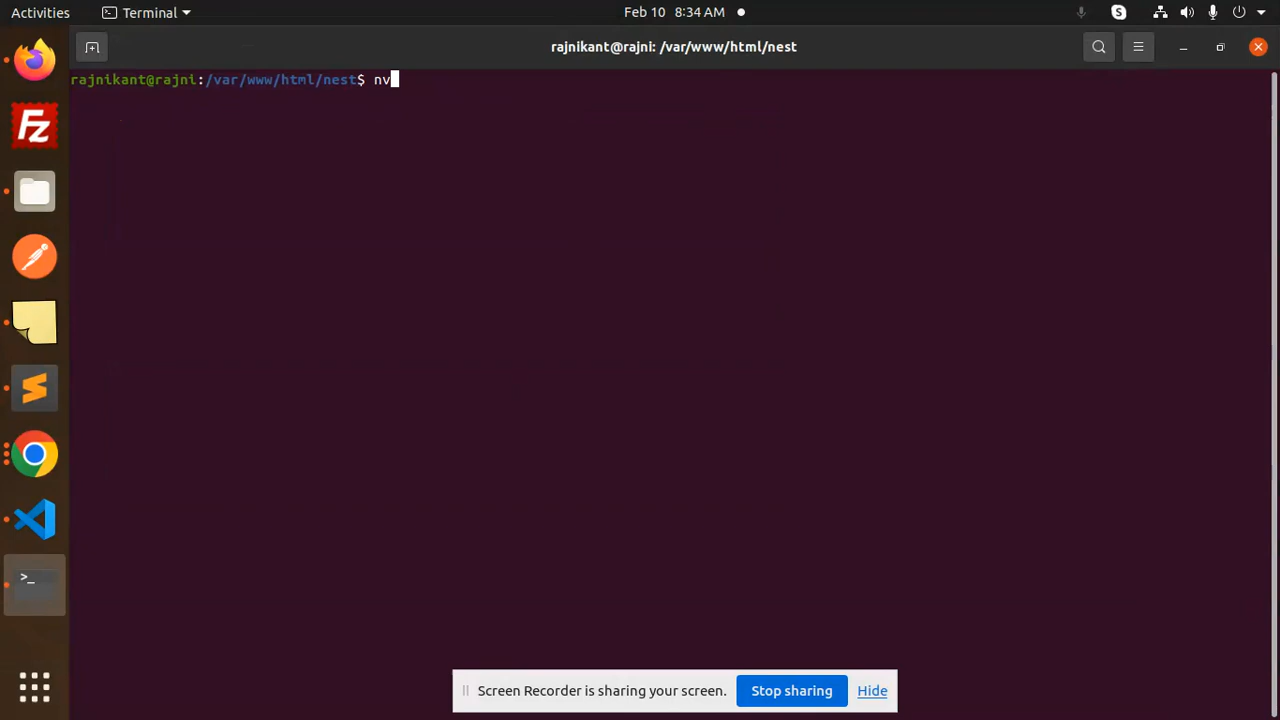 Activities
Terminal
Feb 10 8:34 AM
rajnikant@rajni: /var/www/html/nest
rajnikant@rajni:/var/www/html/nest$ nv
Fz
>_
Screen Recorder is sharing your screen.
Stop sharing
Hide